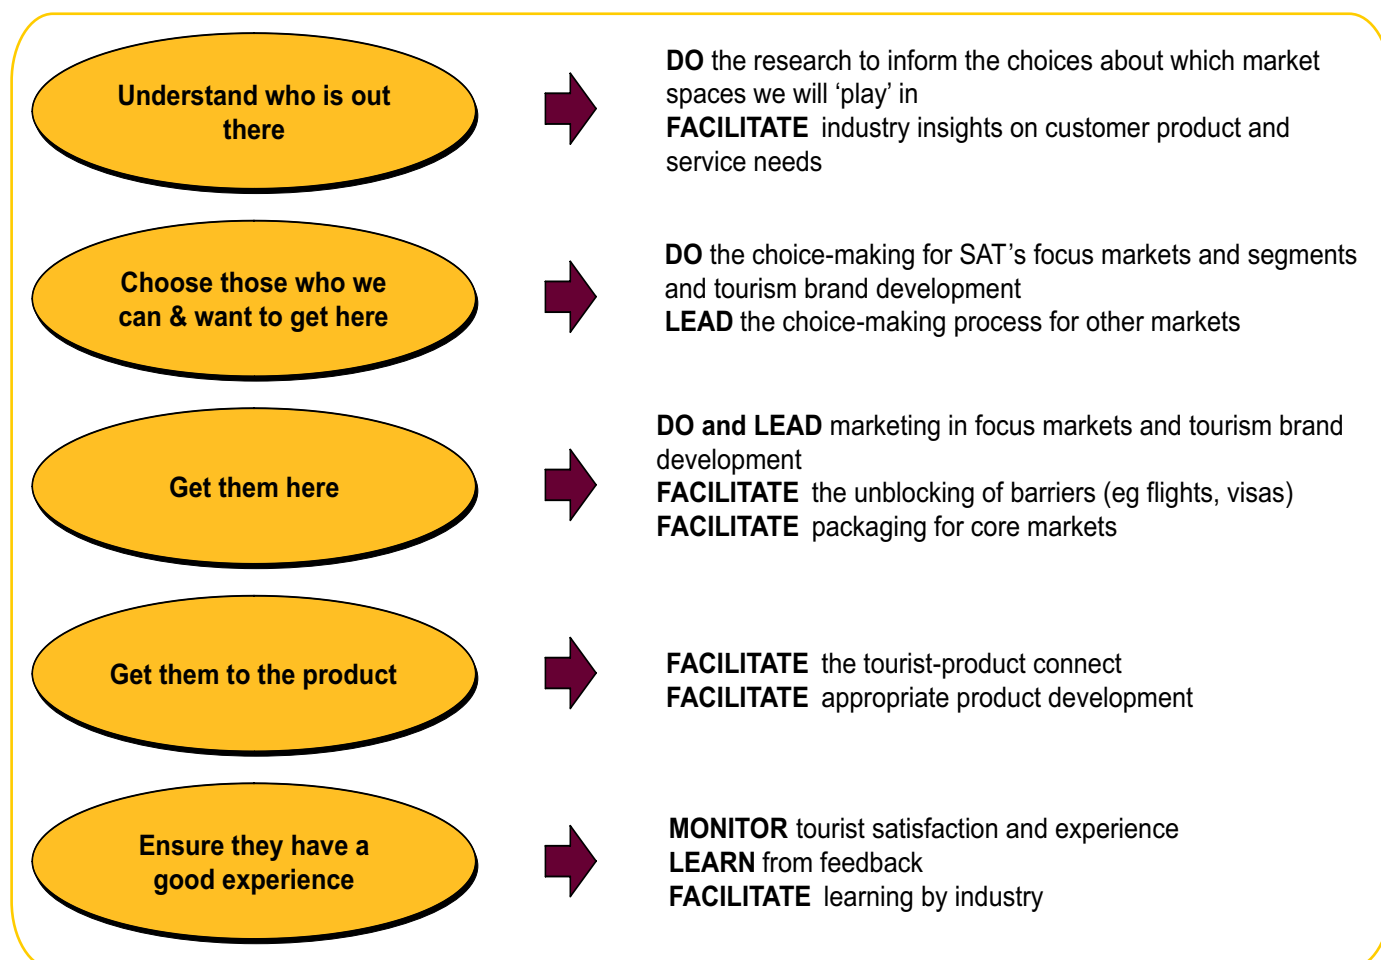 Understand who is out
there
DO the research to inform the choices about which market
spaces we will ‘play’ in
FACILITATE industry insights on customer product and
service needs
Choose those who we
can & want to get here
DO the choice-making for SAT’s focus markets and segments
and tourism brand development
LEAD the choice-making process for other markets
Get them here
DO and LEAD marketing in focus markets and tourism brand
development
FACILITATE the unblocking of barriers (eg flights, visas)
FACILITATE packaging for core markets
Get them to the product
FACILITATE the tourist-product connect
FACILITATE appropriate product development
Ensure they have a
good experience
MONITOR tourist satisfaction and experience
LEARN from feedback
FACILITATE learning by industry